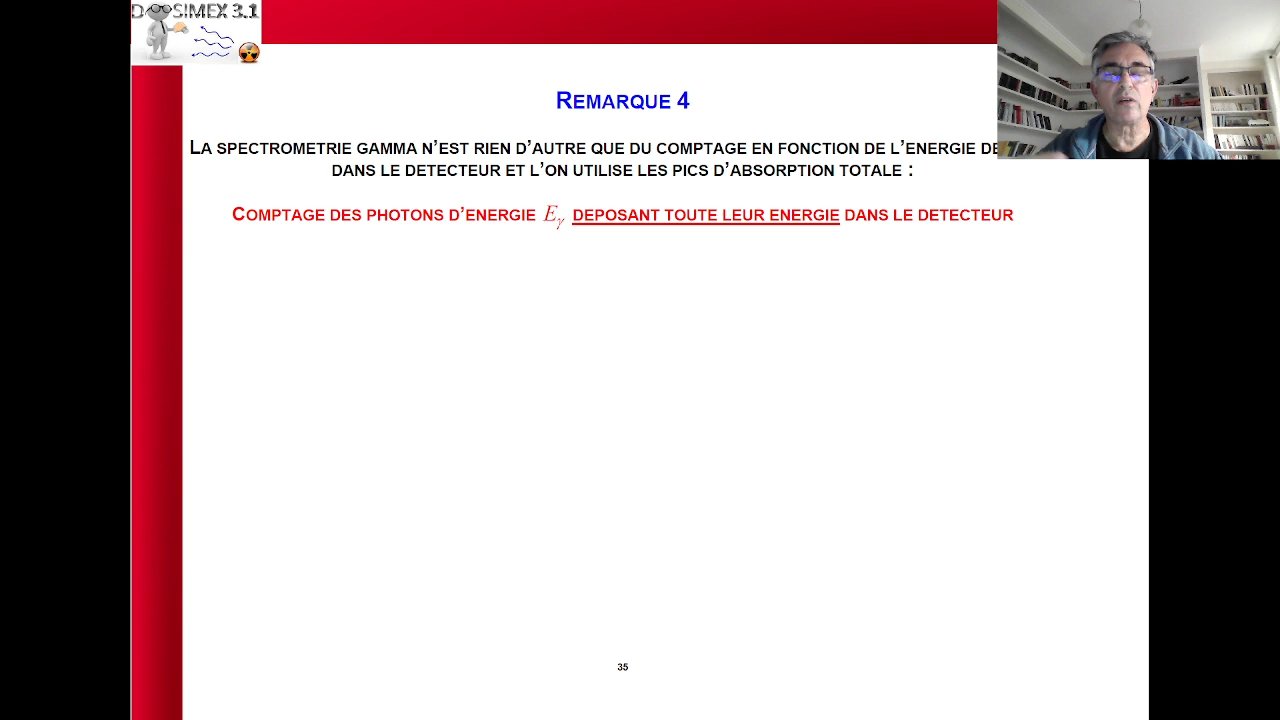 DOSIMEX 3.1
REMARQUE 4
LA SPECTROMETRIE GAMMA N'EST RIEN D'AUTRE QUE DU COMPTAGE EN FONCTION DE L'ENERGIE
DANS LE DETECTEUR ET L'ON UTILISE LES PICS D'ABSORPTION TOTALE :
COMPTAGE DES PHOTONS D'ENERGIE Eγ DEPOSANT TOUTE LEUR ENERGIE DANS LE DETECTEUR
35